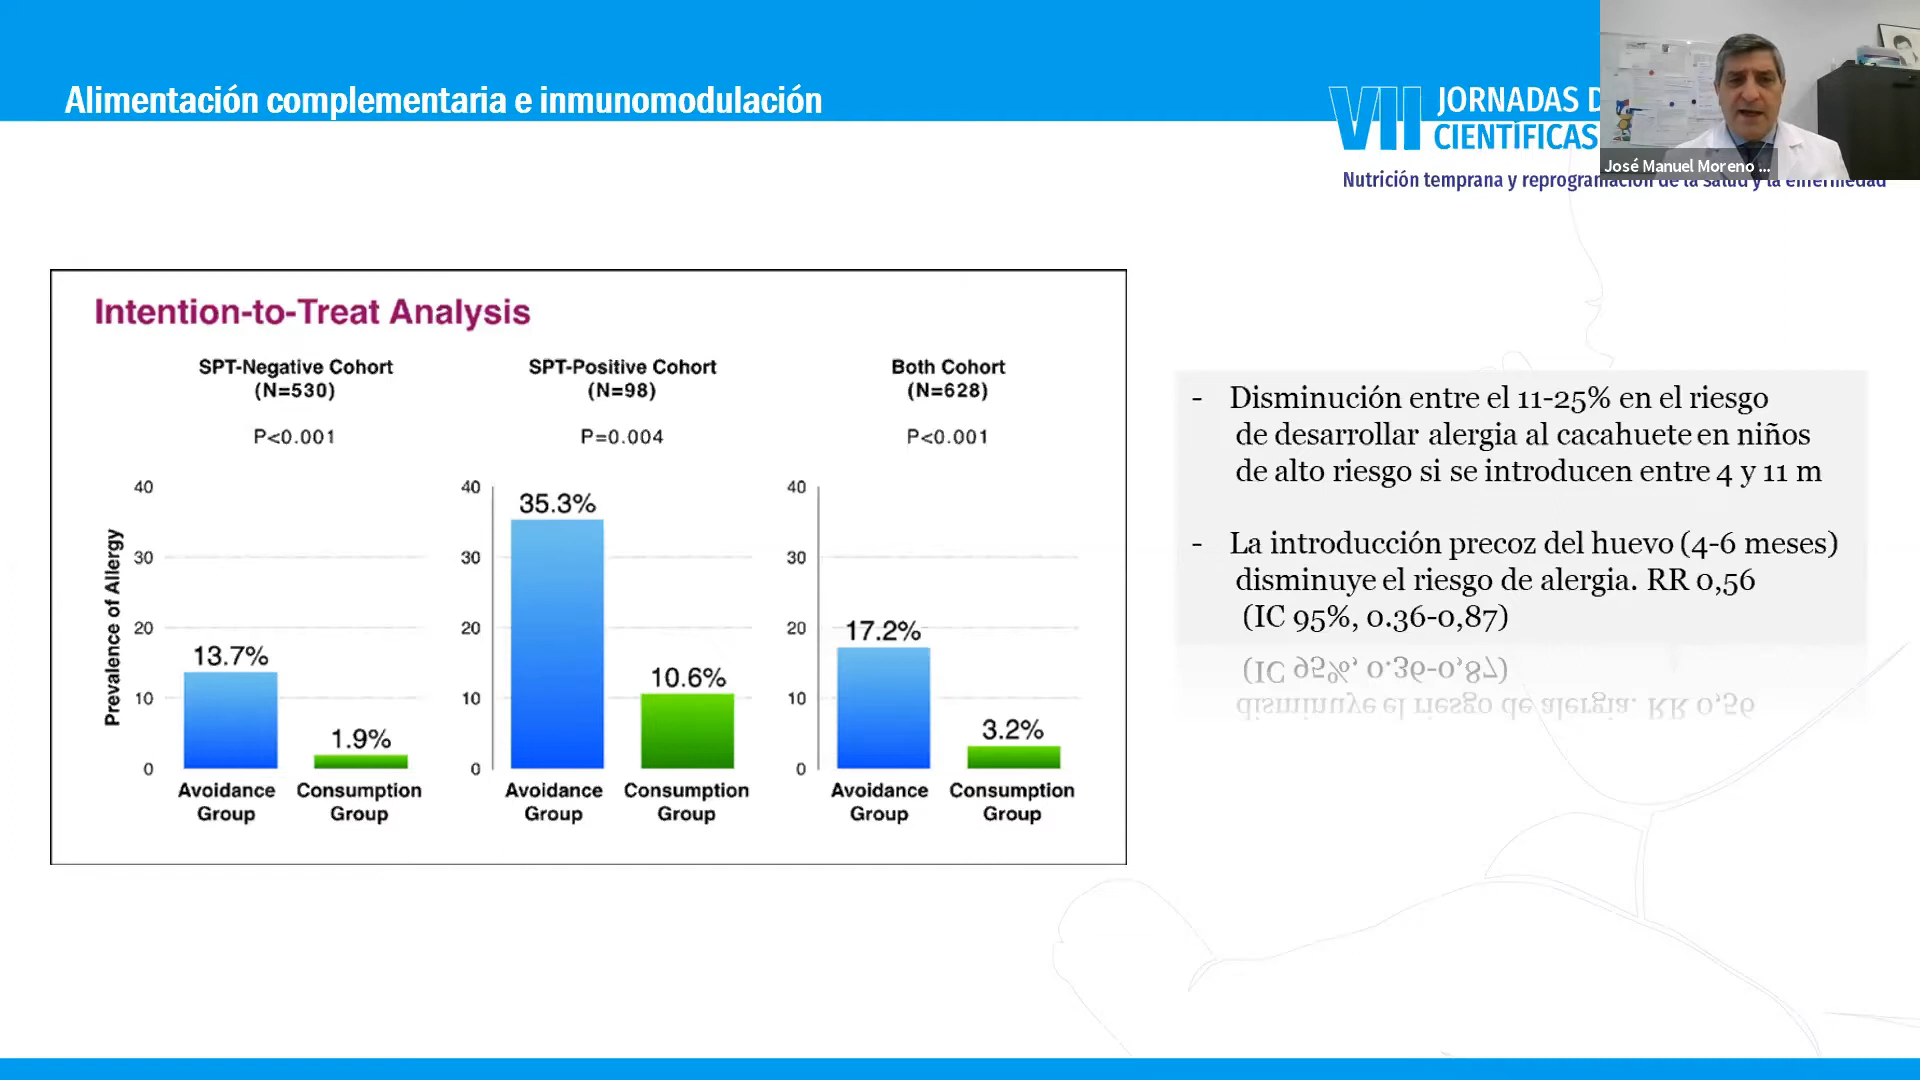 Alimentación complementaria e inmunomodulación
VII JORNADAS
CIENTÍFICAS
Nutrición temprana y reprogramación de la salud y la enfermedad
José Manuel Moreno ...
Intention-to-Treat Analysis
SPT-Negative Cohort
(N=530)
P<0.001
SPT-Positive Cohort
(N=98)
P=0.004
Both Cohort
(N=628)
P<0.001
Prevalence of Allergy
40
30
20
10
0
13.7%
1.9%
Avoidance Group
Consumption Group
40
30
20
10
0
35.3%
10.6%
Avoidance Group
Consumption Group
40
30
20
10
0
17.2%
3.2%
Avoidance Group
Consumption Group
- Disminución entre el 11-25% en el riesgo
de desarrollar alergia al cacahuete en niños
de alto riesgo si se introducen entre 4 y 11 m
- La introducción precoz del huevo (4-6 meses)
disminuye el riesgo de alergia. RR 0,56
(IC 95%, 0.36-0,87)